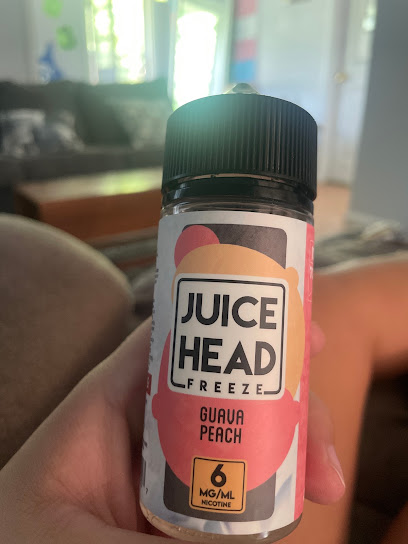 JUICE
HEAD
FREEZE
GUAVA
PEACH
6
MG/ML
NICOTINE